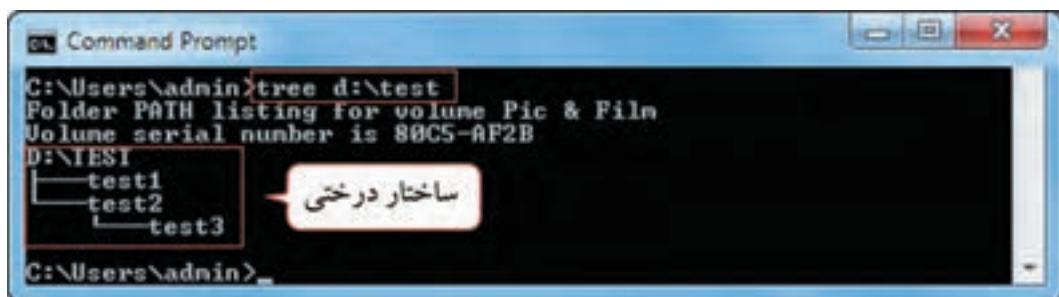 Command Prompt
C:\Users\admin>tree d:\test
Folder PATH listing for volume Pic & Film
Volume serial number is 80C5-AF2B
D:\TEST
├───test1
└───test2
    └───test3
ساختار درختی
C:\Users\admin>_